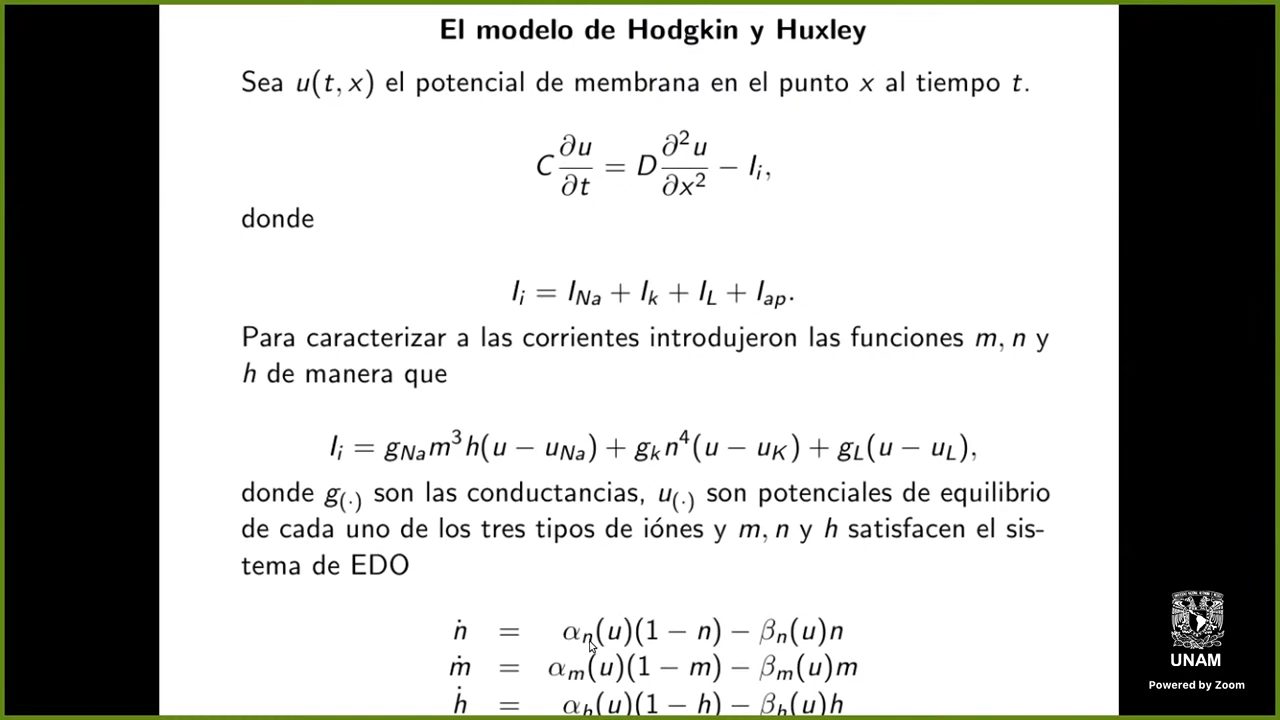 El modelo de Hodgkin y Huxley
Sea u(t, x) el potencial de membrana en el punto x al tiempo t.
C ∂u/∂t = D ∂²u/∂x² − I_i,
donde
I_i = I_Na + I_k + I_L + I_ap.
Para caracterizar a las corrientes introdujeron las funciones m, n y
h de manera que
I_i = g_Na m³h(u − u_Na) + g_k n⁴(u − u_K) + g_L(u − u_L),
donde g_(·) son las conductancias, u_(·) son potenciales de equilibrio
de cada uno de los tres tipos de iónes y m, n y h satisfacen el sis-
tema de EDO
ṅ = α_n(u)(1 − n) − β_n(u)n
ṁ = α_m(u)(1 − m) − β_m(u)m
ḣ = α_h(u)(1 − h) − β_h(u)h
UNAM
Powered by Zoom